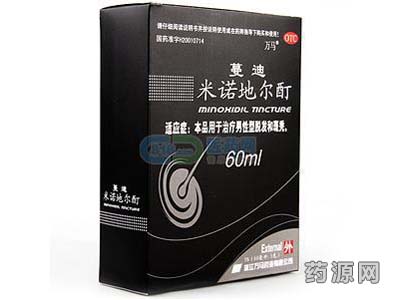 请仔细阅读说明书并按说明使用或在药师指导下购买和使用!
国药准字H20010714
万马®
OTC
蔓迪
米诺地尔酊
MINOXIDIL TINCTURE
适应症:本品用于治疗男性型脱发和斑秃。
60ml
蔓迪
米诺地尔酊
MINOXIDIL TINCTURE
External 外
药源网